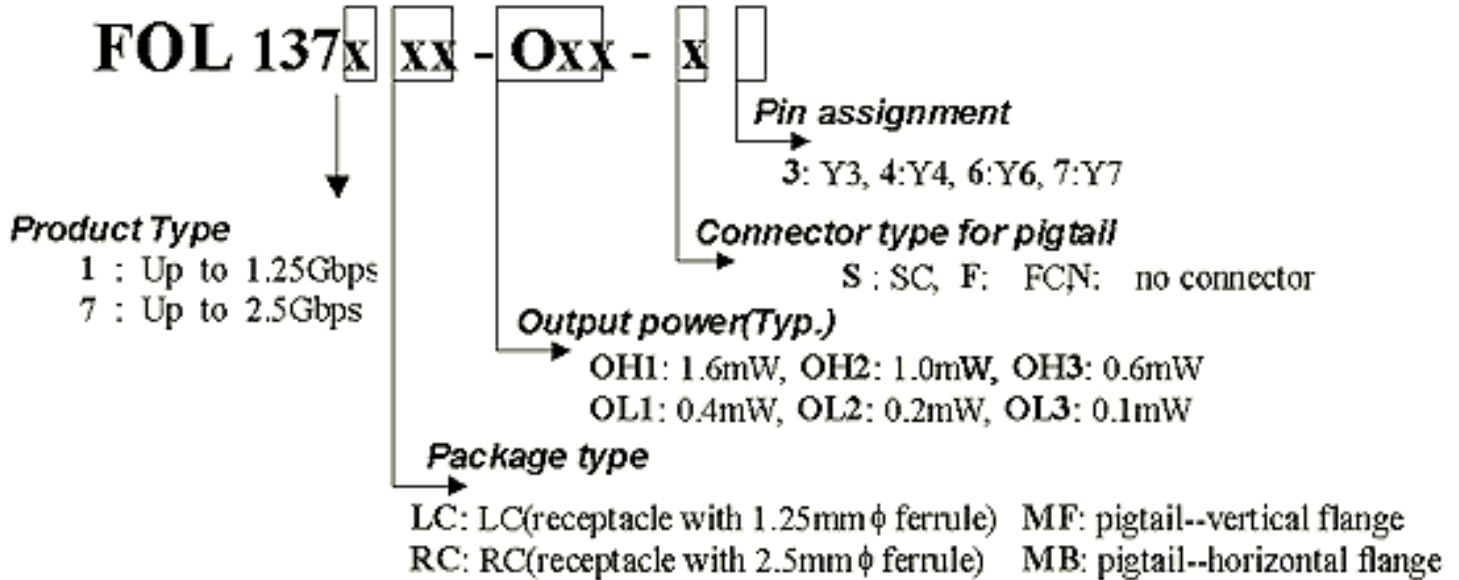 FOL 137x xx - Oxx - x
Pin assignment
3: Y3, 4:Y4, 6:Y6, 7:Y7
Product Type
1 : Up to 1.25Gbps
7 : Up to 2.5Gbps
Connector type for pigtail
S : SC, F: FC,N: no connector
Output power(Typ.)
OH1: 1.6mW, OH2: 1.0mW, OH3: 0.6mW
OL1: 0.4mW, OL2: 0.2mW, OL3: 0.1mW
Package type
LC: LC(receptacle with 1.25mm ϕ ferrule) MF: pigtail--vertical flange
RC: RC(receptacle with 2.5mm ϕ ferrule) MB: pigtail--horizontal flange